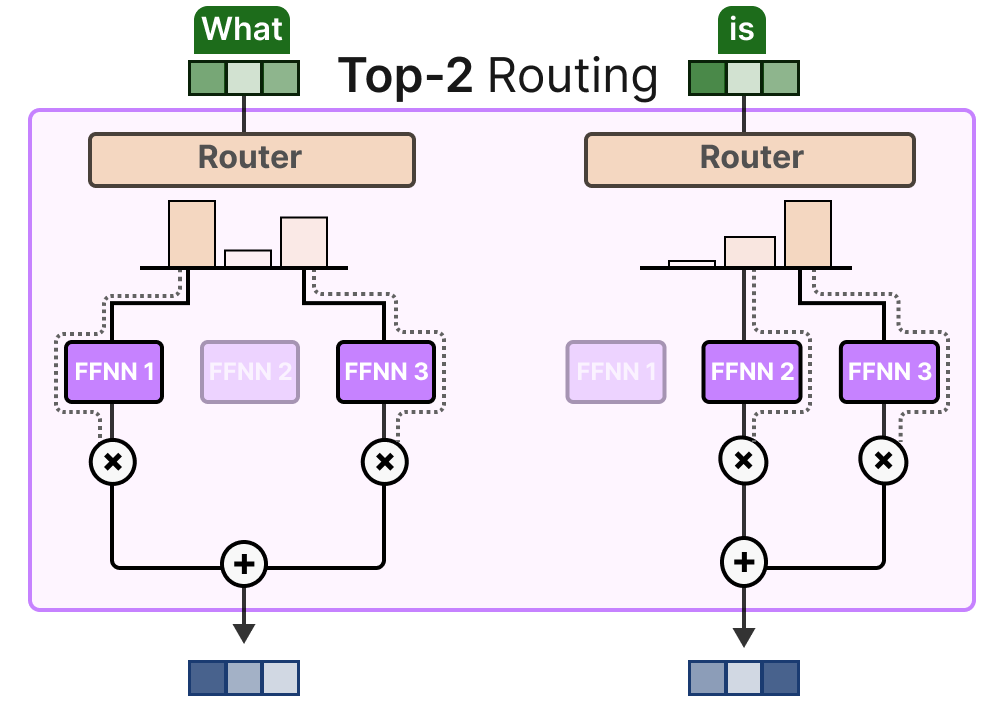 What
is
Top-2 Routing
Router
Router
FFNN 1
FFNN 2
FFNN 3
FFNN 1
FFNN 2
FFNN 3